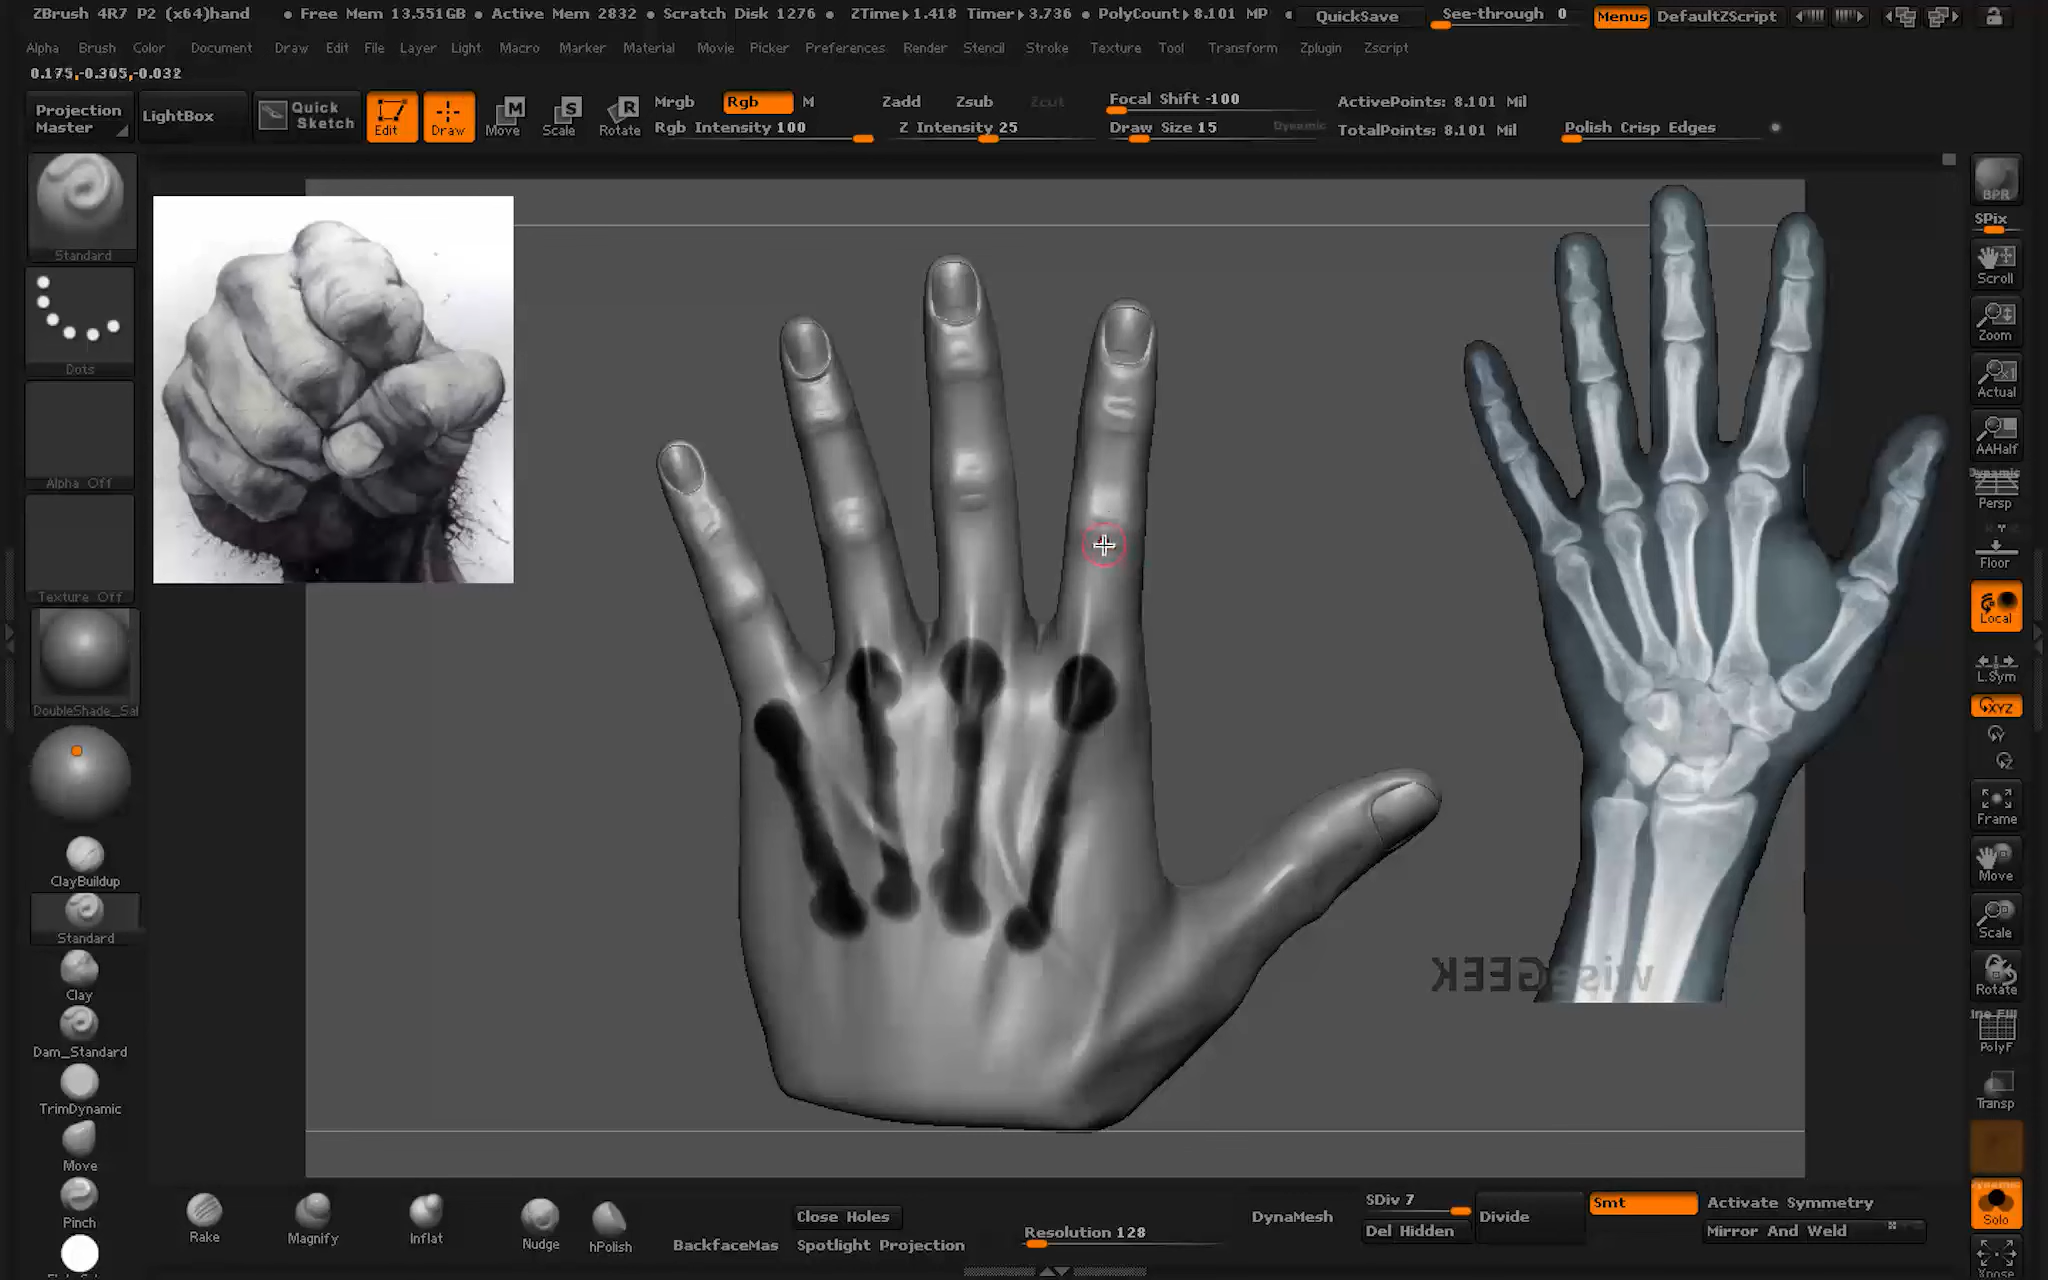 ZBrush 4R7 P2 (x64)hand • Free Mem 13.551GB • Active Mem 2832 • Scratch Disk 1276 • ZTime▸1.418 Timer▸3.736 • PolyCount▸8.101 MP • QuickSave See-through 0 Menus DefaultZScript
Alpha Brush Color Document Draw Edit File Layer Light Macro Marker Material Movie Picker Preferences Render Stencil Stroke Texture Tool Transform Zplugin Zscript
0.175,-0.305,-0.032
Projection Master
LightBox
Quick Sketch
Edit
Draw
Move
Scale
Rotate
Mrgb Rgb M
Rgb Intensity 100
Zadd Zsub Zcut
Z Intensity 25
Focal Shift -100
Draw Size 15 Dynamic
ActivePoints: 8.101 Mil
TotalPoints: 8.101 Mil
Polish Crisp Edges
Standard
Dots
Alpha Off
Texture Off
DoubleShade_Sal
ClayBuildup
Standard
Clay
Dam_Standard
TrimDynamic
Move
Pinch
wiseGEEK
BPR
SPix
Scroll
Zoom
Actual
AAHalf
Dynamic
Persp
Floor
Local
L.Sym
XYZ
Frame
Move
Scale
Rotate
PolyF
Transp
Solo
Xpose
Rake
Magnify
Inflat
Nudge
hPolish
BackfaceMas
Close Holes
Spotlight Projection
Resolution 128
DynaMesh
SDiv 7
Del Hidden
Divide
Smt
Activate Symmetry
Mirror And Weld